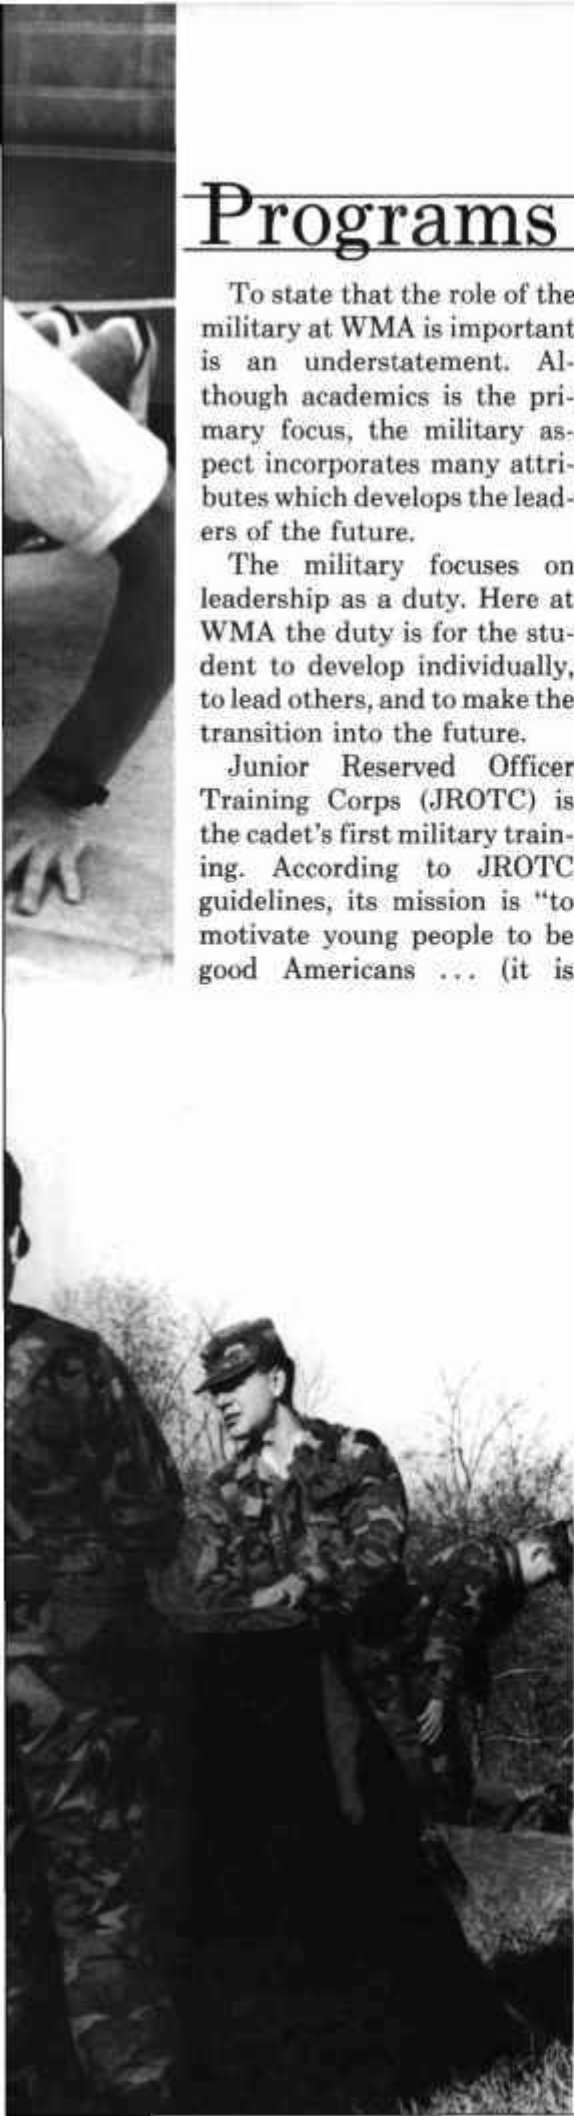 Programs
To state that the role of the
military at WMA is important
is an understatement. Al-
though academics is the pri-
mary focus, the military as-
pect incorporates many attri-
butes which develops the lead-
ers of the future.
The military focuses on
leadership as a duty. Here at
WMA the duty is for the stu-
dent to develop individually,
to lead others, and to make the
transition into the future.
Junior Reserved Officer
Training Corps (JROTC) is
the cadet's first military train-
ing. According to JROTC
guidelines, its mission is "to
motivate young people to be
good Americans ... (it is